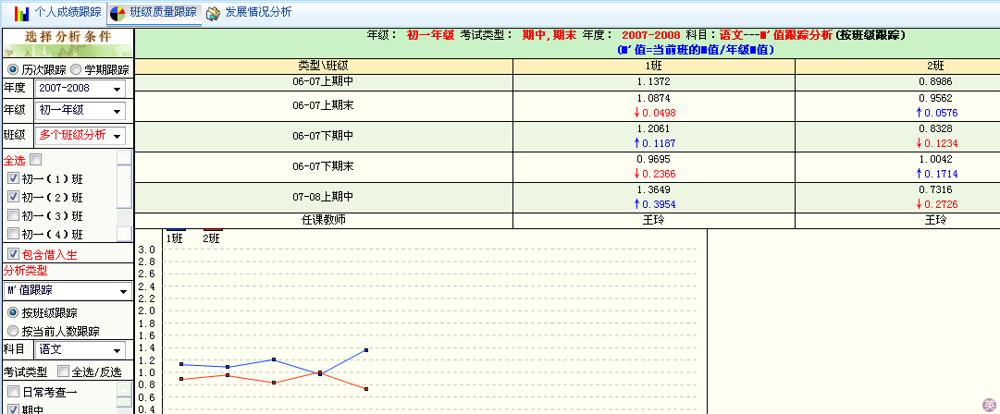 个人成绩跟踪 班级质量跟踪 发展情况分析
选择分析条件
历次跟踪 学期跟踪
年度 2007-2008
年级 初一年级
班级 多个班级分析
全选
初一(1)班
初一(2)班
初一(3)班
初一(4)班
包含借入生
分析类型
M'值跟踪
按班级跟踪
按当前人数跟踪
科目 语文
考试类型 全选/反选
日常考查一
期中
年级: 初一年级 考试类型: 期中,期末 年度: 2007-2008 科目:语文---M'值跟踪分析(按班级跟踪)
(M'值=当前班的M值/年级M值)
类型\班级 1班 2班
06-07上期中 1.1372 0.8986
06-07上期末 1.0874 0.9562
↓0.0498 ↑0.0576
06-07下期中 1.2061 0.8328
↑0.1187 ↓0.1234
06-07下期末 0.9695 1.0042
↓0.2366 ↑0.1714
07-08上期中 1.3649 0.7316
↑0.3954 ↓0.2726
任课教师 王玲 王玲
1班 2班
3.0
2.8
2.6
2.4
2.2
2.0
1.8
1.6
1.4
1.2
1.0
0.8
0.6
0.4
英